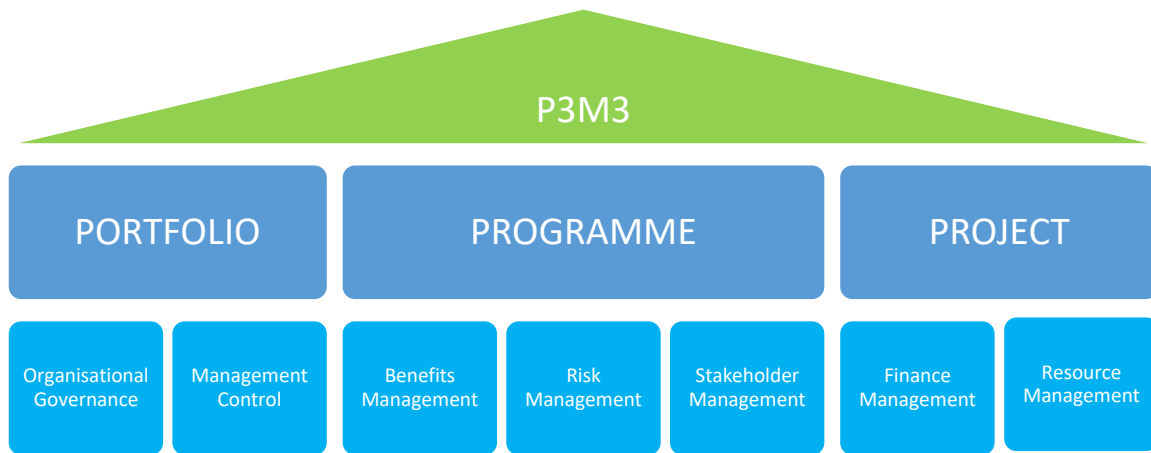 P3M3
PORTFOLIO
PROGRAMME
PROJECT
Organisational
Governance
Management
Control
Benefits
Management
Risk
Management
Stakeholder
Management
Finance
Management
Resource
Management